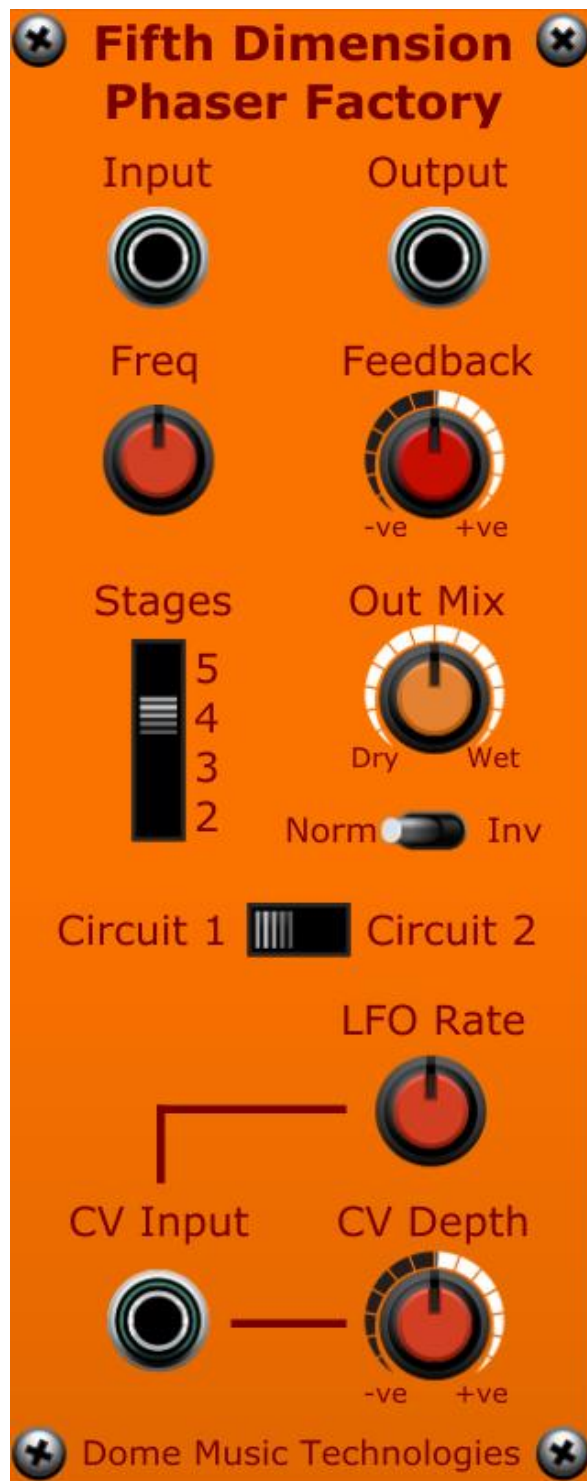 Fifth Dimension
Phaser Factory
Input Output
Freq Feedback
-ve +ve
Stages Out Mix
5
4
3
2
Dry Wet
Norm Inv
Circuit 1 Circuit 2
LFO Rate
CV Input CV Depth
-ve +ve
Dome Music Technologies